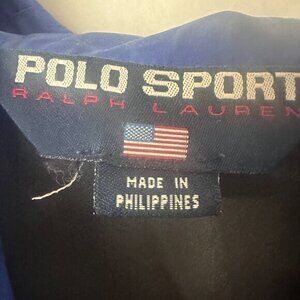 POLO SPORT
RALPH LAUREN
MADE IN
PHILIPPINES